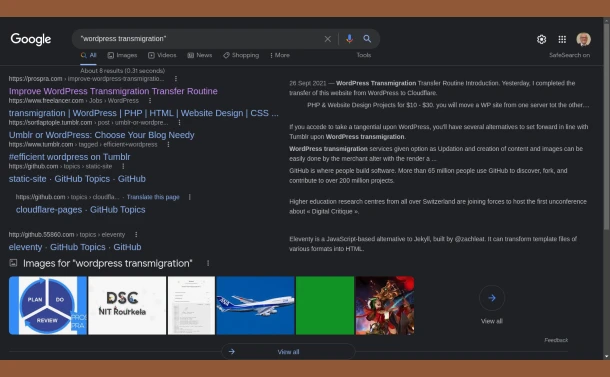 Google
"wordpress transmigration"
All
Images
Videos
News
Shopping
More
Tools
SafeSearch on
About 8 results (0.31 seconds)
https://prospra.com › improve-wordpress-transmigratio...
Improve WordPress Transmigration Transfer Routine
26 Sept 2021 — WordPress Transmigration Transfer Routine Introduction. Yesterday, I completed the
transfer of this website from WordPress to Cloudflare.
https://www.freelancer.com › Jobs › WordPress
transmigration | WordPress | PHP | HTML | Website Design | CSS ...
PHP & Website Design Projects for $10 - $30. you will move a WP site from one server tot the other....
https://sortlaptopte.tumblr.com › post › umblr-or-wordpre...
Umblr or WordPress: Choose Your Blog Needy
If you accede to take a tangential upon WordPress, you'll have several alternatives to set forward in line with
Tumblr upon WordPress transmigration.
https://www.tumblr.com › tagged › efficient+wordpress
#efficient wordpress on Tumblr
WordPress transmigration services given option as Updation and creation of content and images can be
easily done by the merchant alter with the render a ...
https://github.com › topics › static-site
static-site · GitHub Topics · GitHub
GitHub is where people build software. More than 65 million people use GitHub to discover, fork, and
contribute to over 200 million projects.
https://github.com › topics › cloudfla... · Translate this page
cloudflare-pages · GitHub Topics
Higher education research centres from all over Switzerland are joining forces to host the first unconference
about « Digital Critique ».
http://github.55860.com › topics › eleventy
eleventy · GitHub Topics · GitHub
Eleventy is a JavaScript-based alternative to Jekyll, built by @zachleat. It can transform template files of
various formats into HTML.
Images for "wordpress transmigration"
PLAN
DO
REVIEW
PROS
PRA
DSC
NIT Rourkela
View all
Feedback
View all